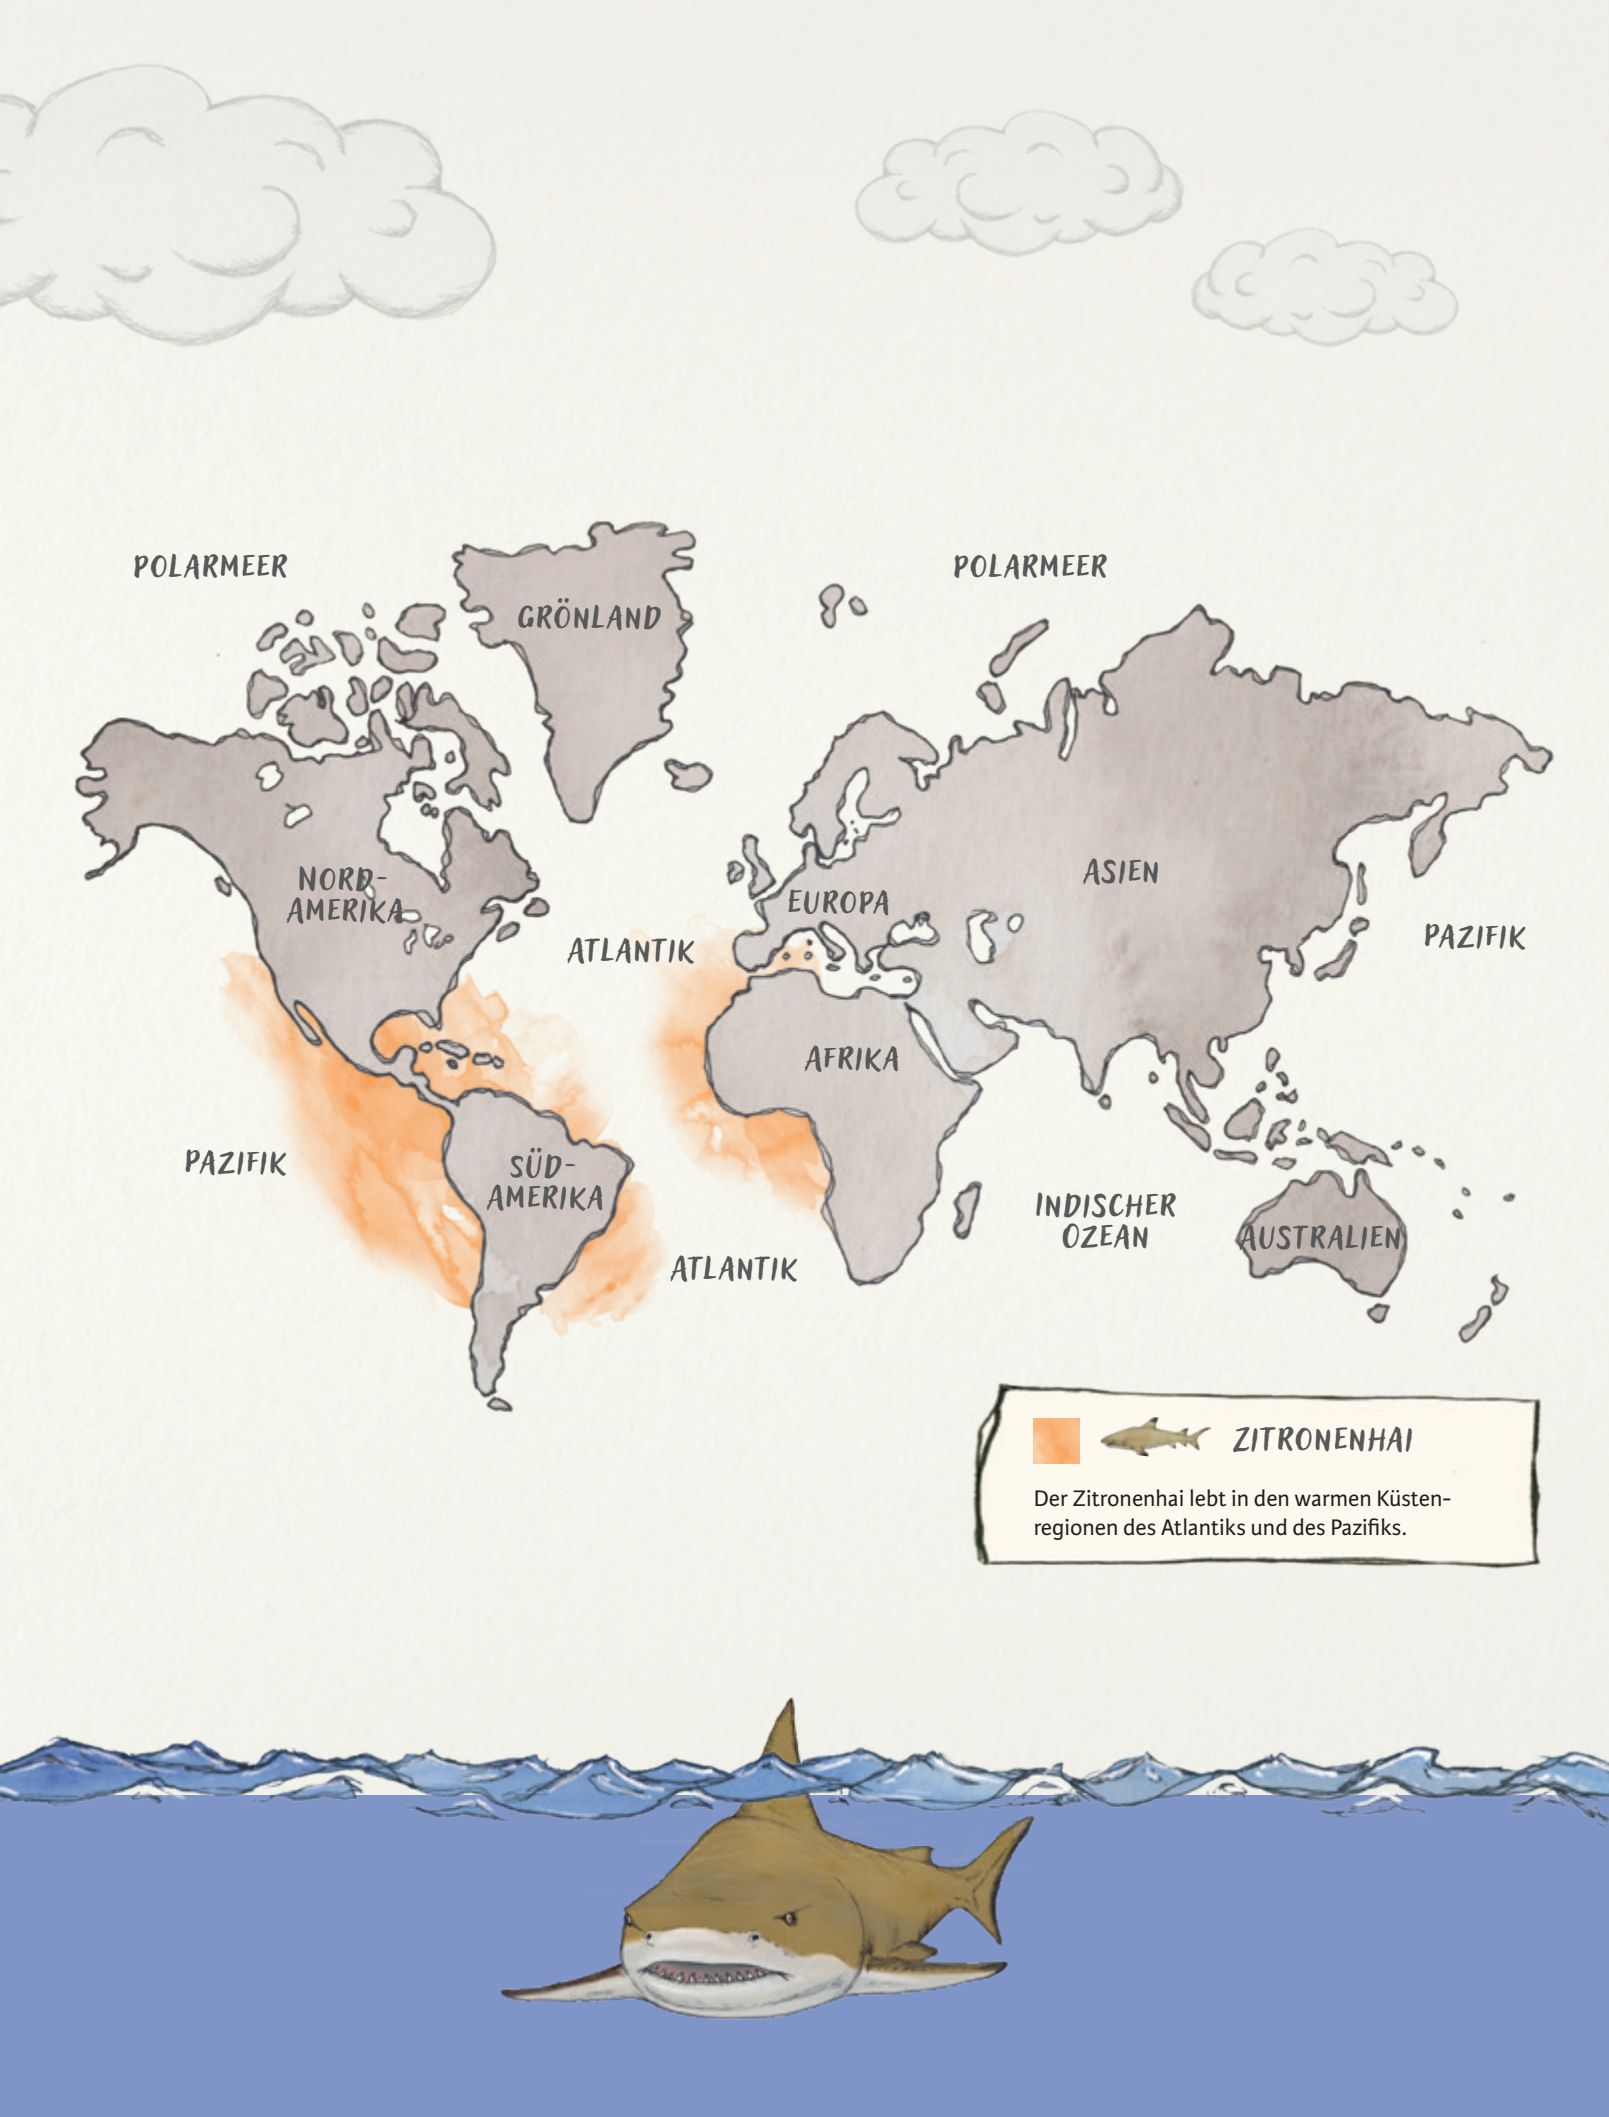 POLARMEER
POLARMEER
GRÖNLAND
NORD-
AMERIKA
EUROPA
ASIEN
ATLANTIK
PAZIFIK
AFRIKA
PAZIFIK
SÜD-
AMERIKA
INDISCHER
OZEAN
AUSTRALIEN
ATLANTIK
ZITRONENHAI
Der Zitronenhai lebt in den warmen Küsten-
regionen des Atlantiks und des Pazifiks.